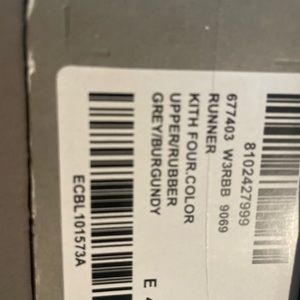 8102427999
677403 W3RBB 9069
RUNNER
KITH FOUR,COLOR
UPPER/RUBBER
GREY/BURGUNDY
E
ECBL101573A